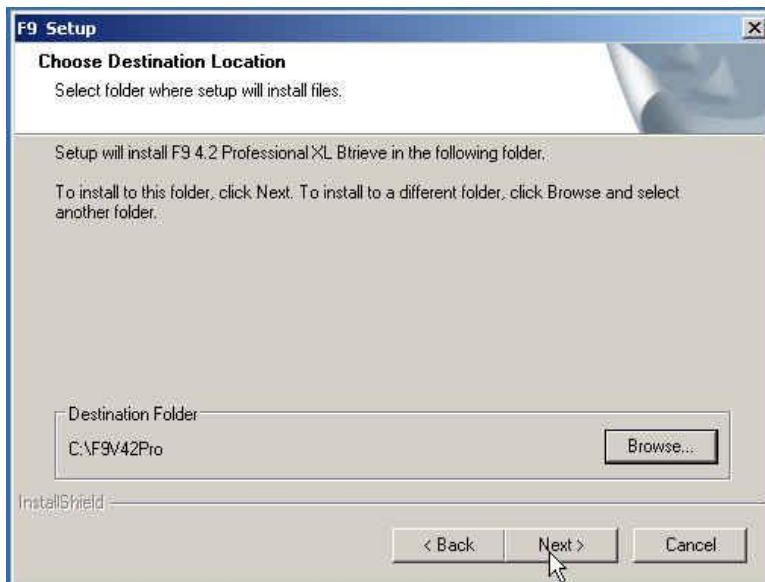 F9 Setup
Choose Destination Location
Select folder where setup will install files.
Setup will install F9 4.2 Professional XL Btrieve in the following folder.
To install to this folder, click Next. To install to a different folder, click Browse and select
another folder.
Destination Folder
C:\F9V42Pro
Browse...
InstallShield
< Back
Next >
Cancel